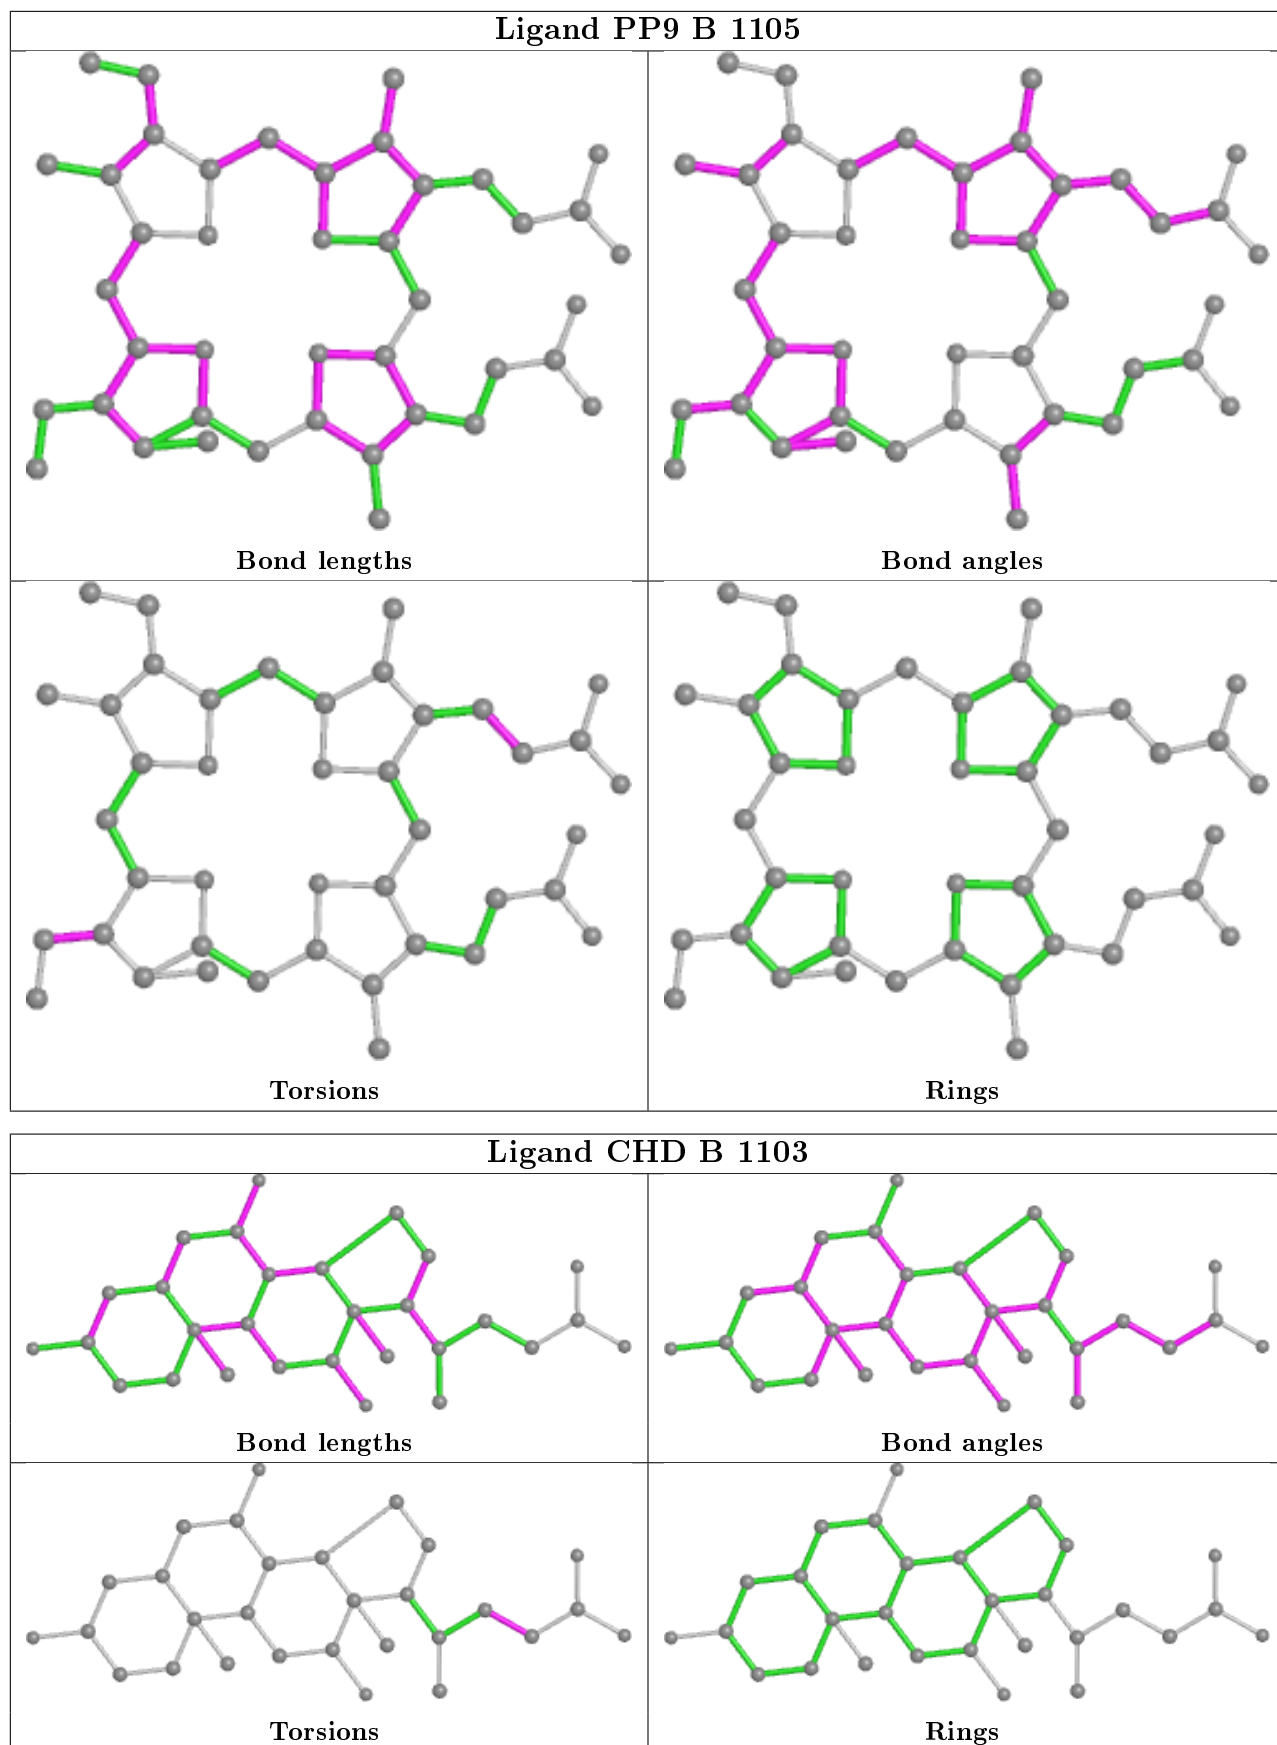 Ligand PP9 B 1105
Bond lengths
Bond angles
Torsions
Rings
Ligand CHD B 1103
Bond lengths
Bond angles
Torsions
Rings